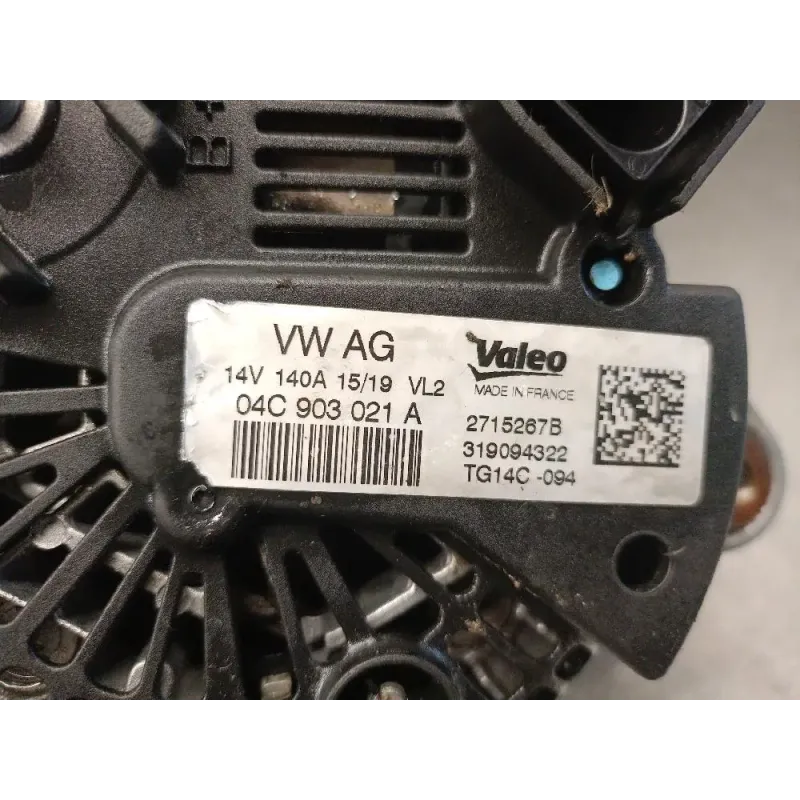 B+
VW AG
14V 140A 15/19 VL2
04C 903 021 A
Valeo
MADE IN FRANCE
2715267B
319094322
TG14C -094